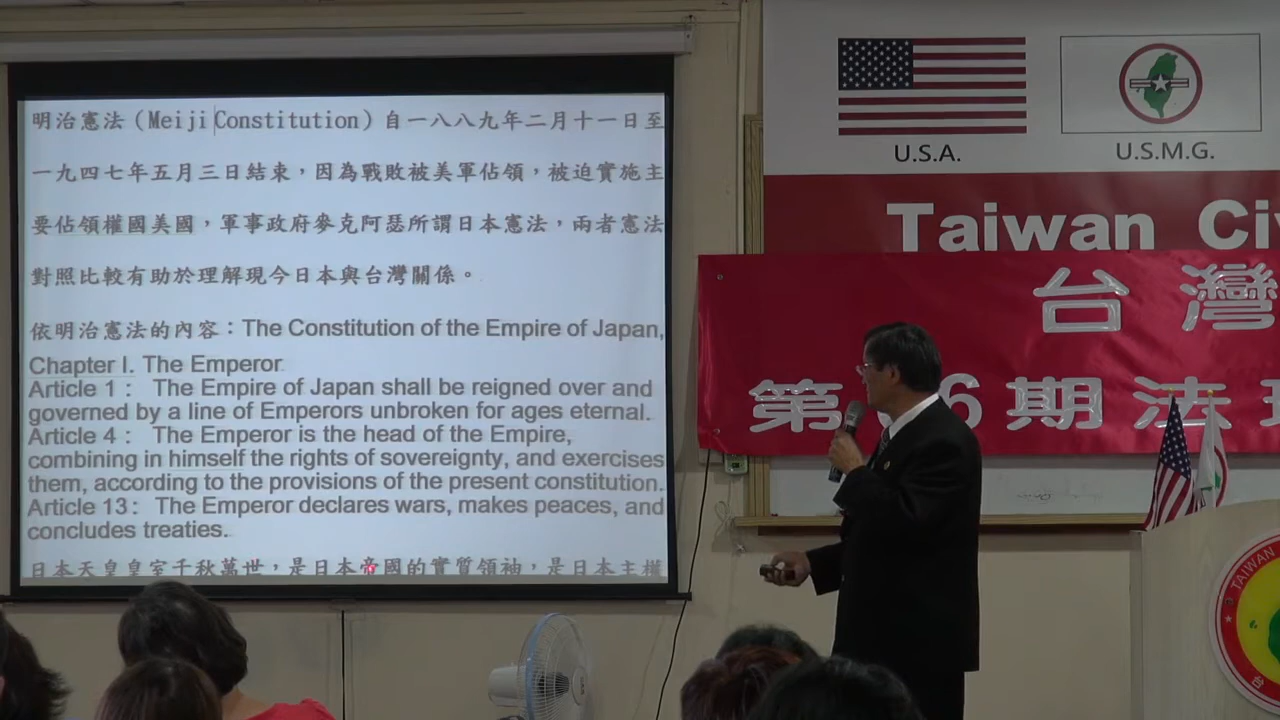 明治憲法（Meiji Constitution）自一八八九年二月十一日至
一九四七年五月三日結束，因為戰敗被美軍佔領，被迫實施主
要佔領權國美國，軍事政府麥克阿瑟所謂日本憲法，兩者憲法
對照比較有助於理解現今日本與台灣關係。
依明治憲法的內容：The Constitution of the Empire of Japan,
Chapter I. The Emperor
Article 1： The Empire of Japan shall be reigned over and
governed by a line of Emperors unbroken for ages eternal.
Article 4： The Emperor is the head of the Empire,
combining in himself the rights of sovereignty, and exercises
them, according to the provisions of the present constitution.
Article 13： The Emperor declares wars, makes peaces, and
concludes treaties.
日本天皇皇室千秋萬世，是日本帝國的實質領袖，是日本主權
U.S.A.
U.S.M.G.
Taiwan Ci
台灣
第 6期法
TAIWAN
台